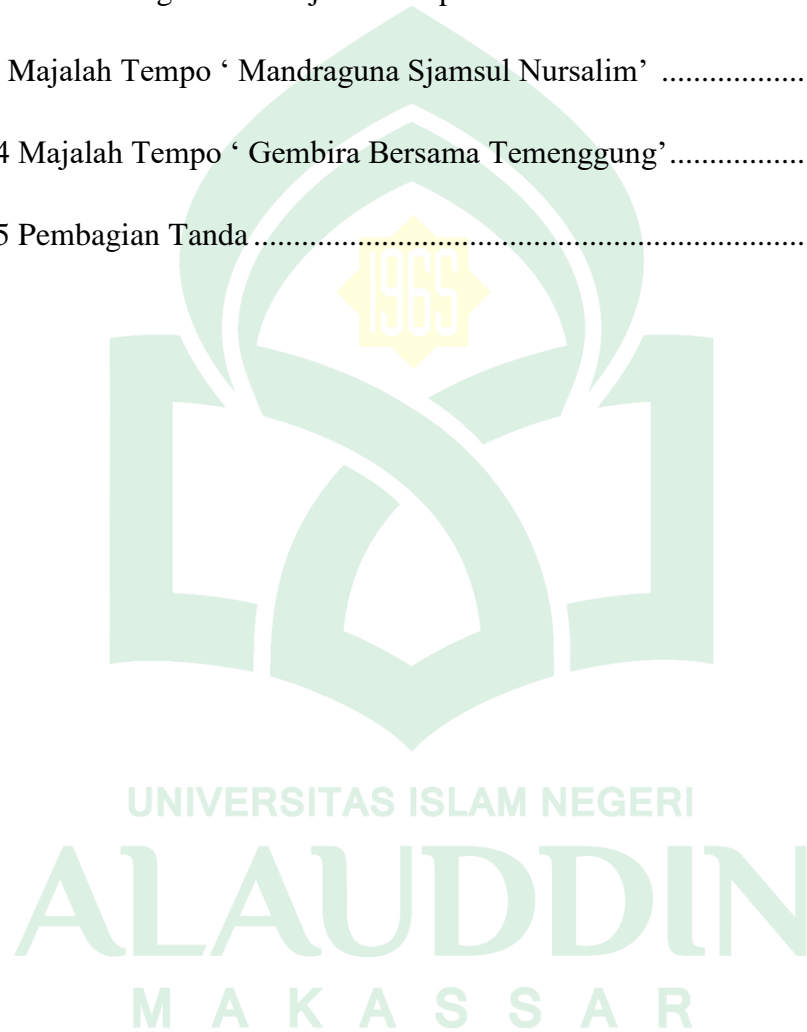 Majalah Tempo ‘ Mandraguna Sjamsul Nursalim’ .................
4 Majalah Tempo ‘ Gembira Bersama Temenggung’.................
5 Pembagian Tanda.....................................................................
1965
UNIVERSITAS ISLAM NEGERI
ALAUDDIN
MAKASSAR